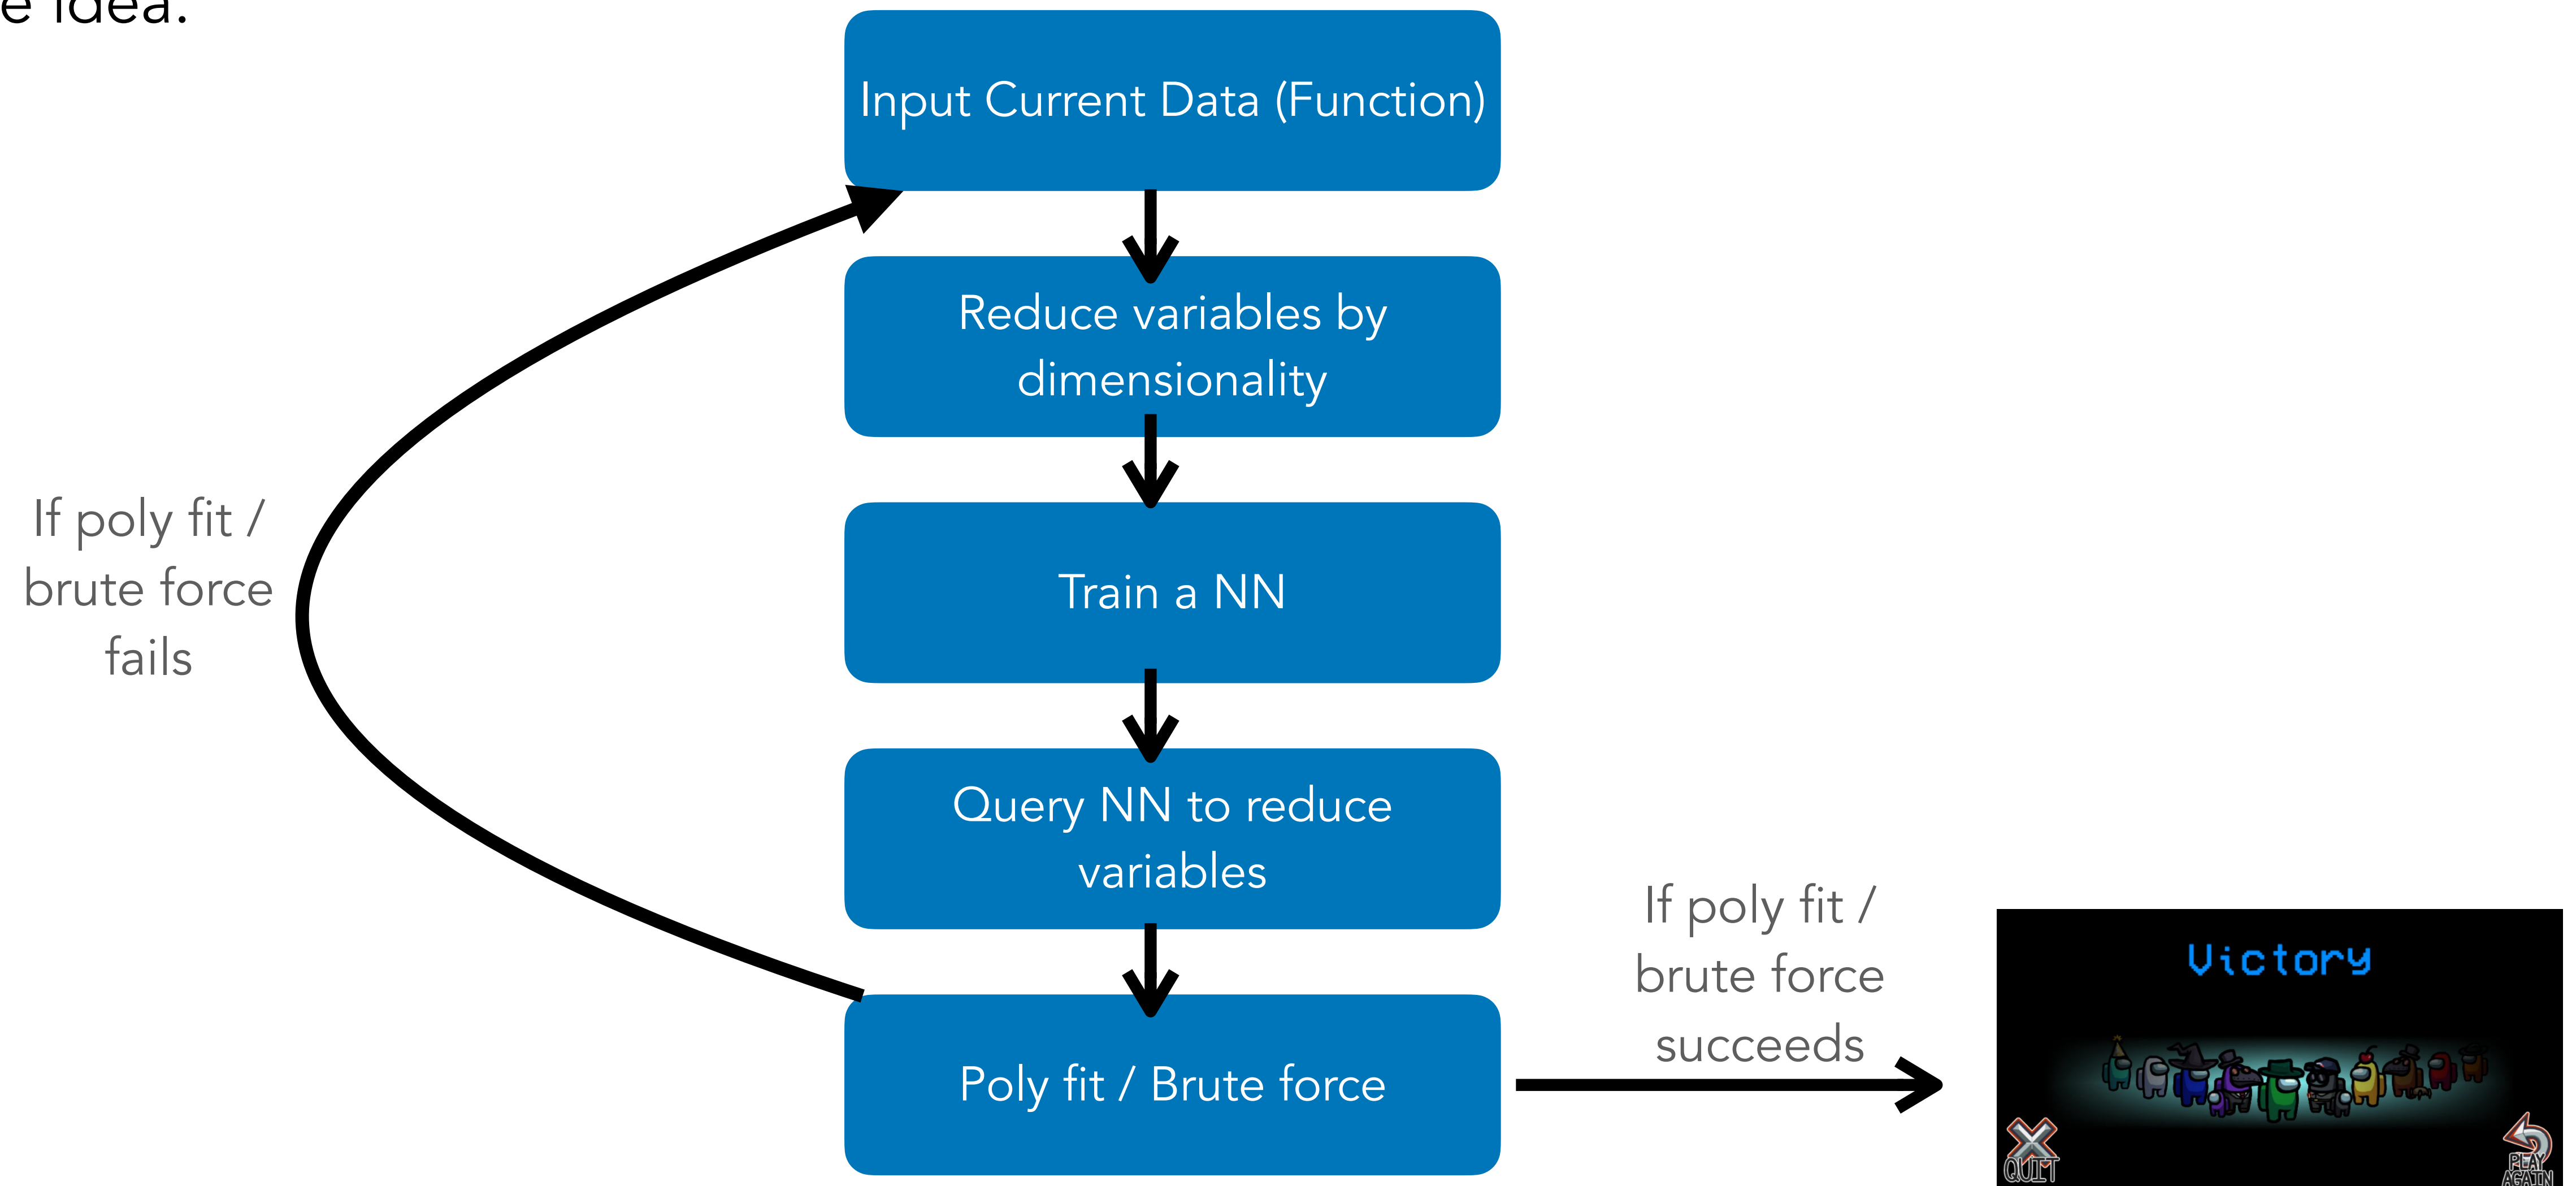 e idea:
Input Current Data (Function)
Reduce variables by
dimensionality
Train a NN
Query NN to reduce
variables
Poly fit / Brute force
If poly fit /
brute force
fails
If poly fit /
brute force
succeeds
Victory
QUIT
PLAY
AGAIN